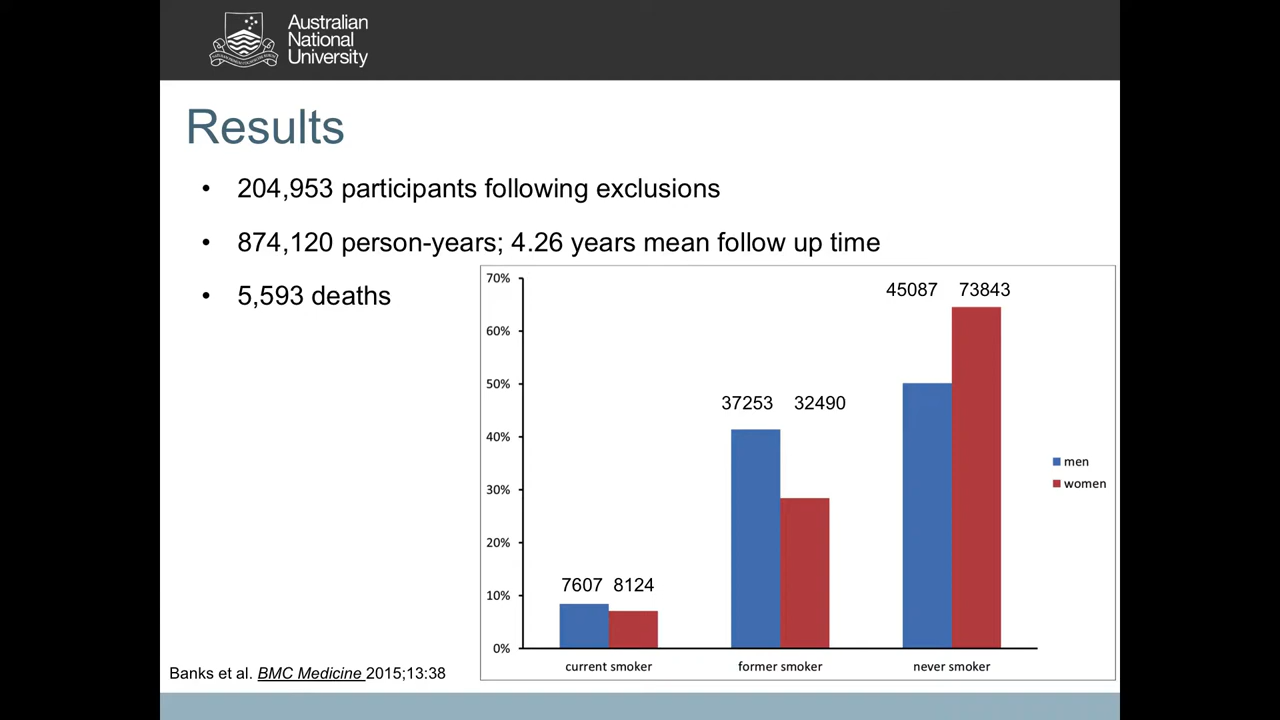 Australian
National
University
Results
• 204,953 participants following exclusions
• 874,120 person-years; 4.26 years mean follow up time
• 5,593 deaths
70%
60%
50%
40%
30%
20%
10%
0%
45087 73843
37253 32490
7607 8124
men
women
current smoker former smoker never smoker
Banks et al. BMC Medicine 2015;13:38